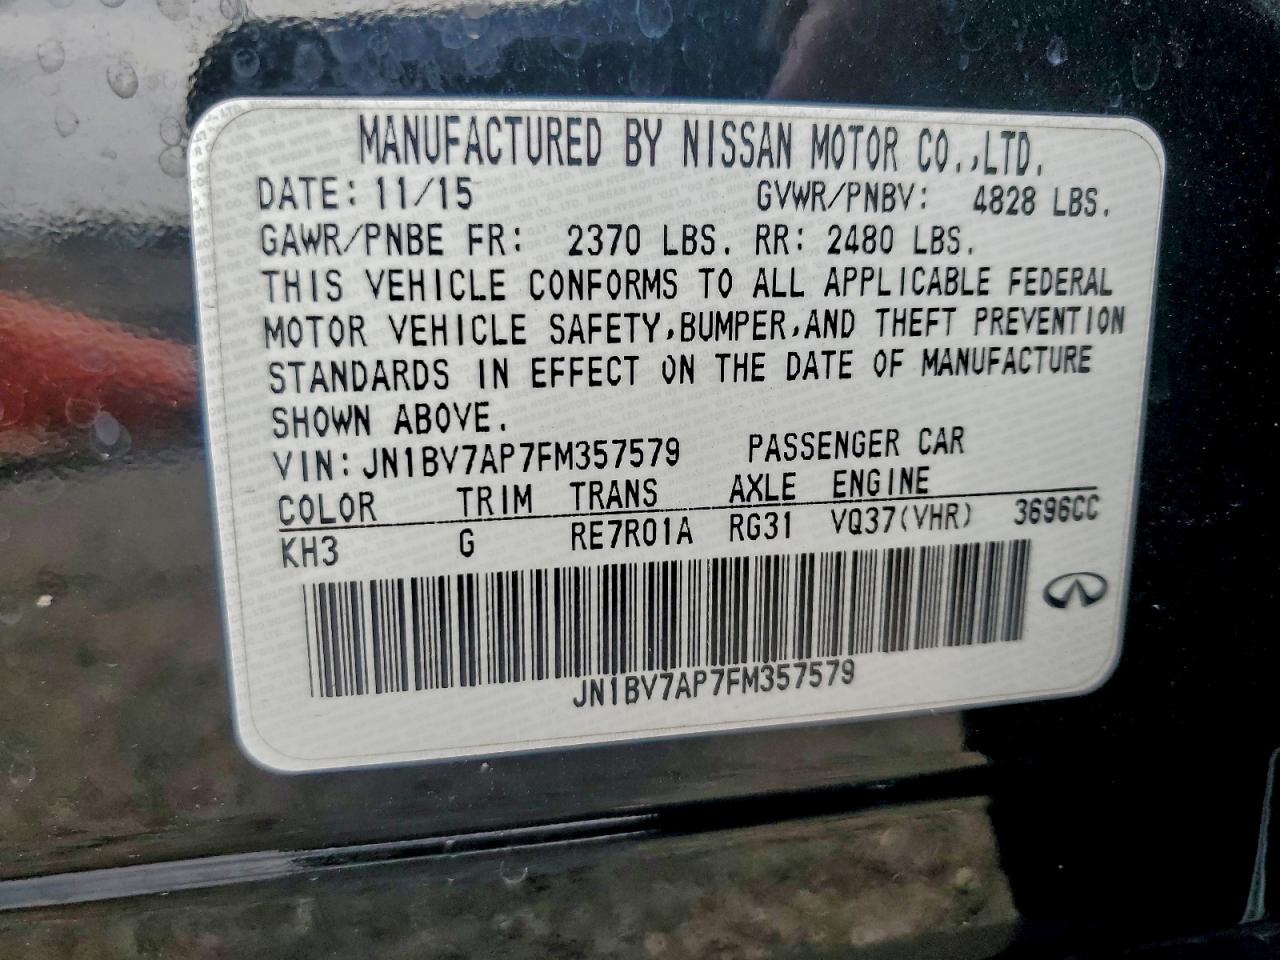 MANUFACTURED BY NISSAN MOTOR CO.,LTD.
DATE: 11/15 GVWR/PNBV: 4828 LBS.
GAWR/PNBE FR: 2370 LBS. RR: 2480 LBS.
THIS VEHICLE CONFORMS TO ALL APPLICABLE FEDERAL
MOTOR VEHICLE SAFETY,BUMPER,AND THEFT PREVENTION
STANDARDS IN EFFECT ON THE DATE OF MANUFACTURE
SHOWN ABOVE.
VIN: JN1BV7AP7FM357579 PASSENGER CAR
COLOR TRIM TRANS AXLE ENGINE
KH3 G RE7R01A RG31 VQ37(VHR) 3696CC
JN1BV7AP7FM357579